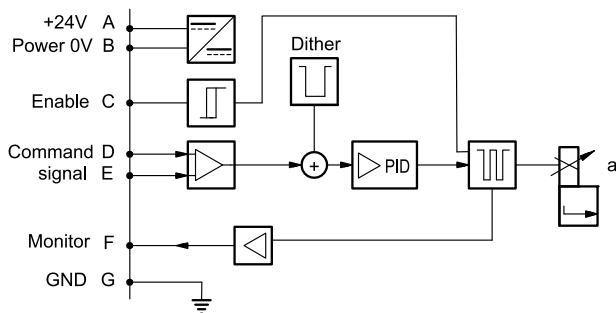 +24V A
Power 0V B
Dither
Enable C
Command D
signal E
PID
a
Monitor F
GND G